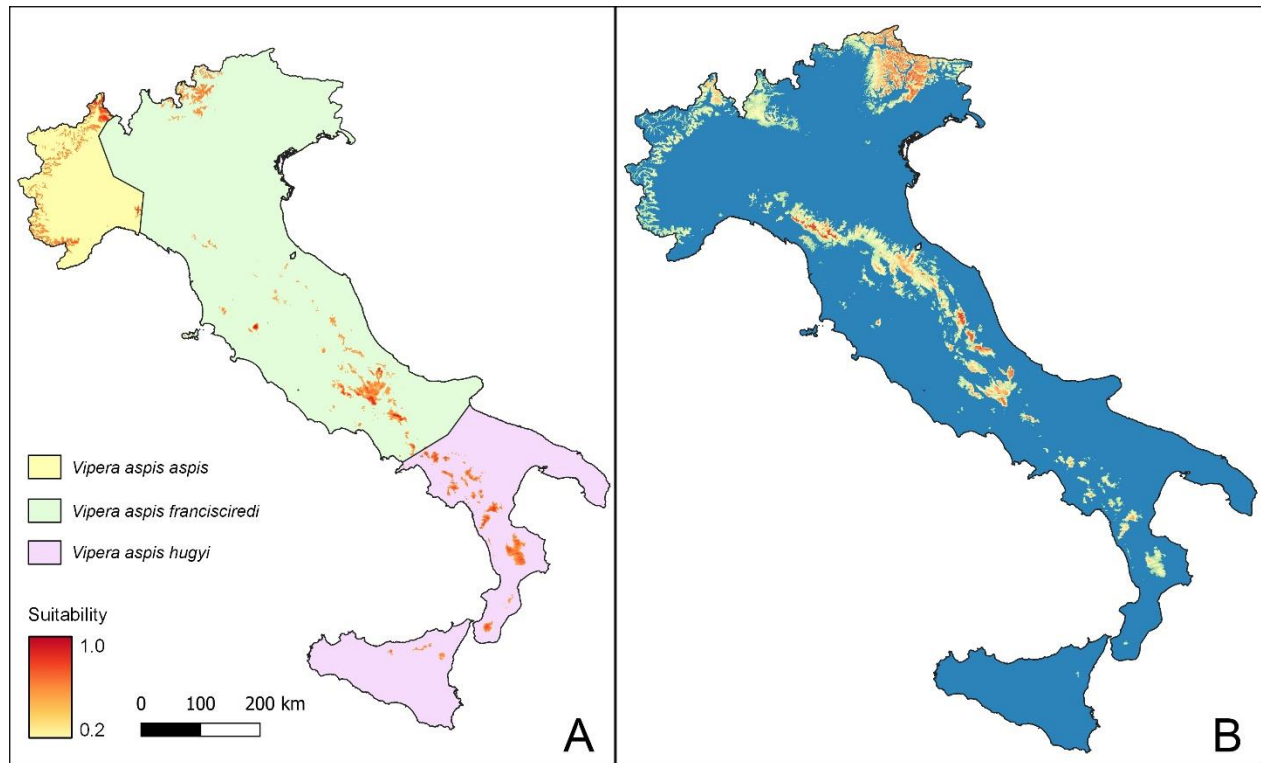 Vipera aspis aspis
Vipera aspis francisciredi
Vipera aspis hugyi
Suitability
1.0
0.2
0 100 200 km
A
B